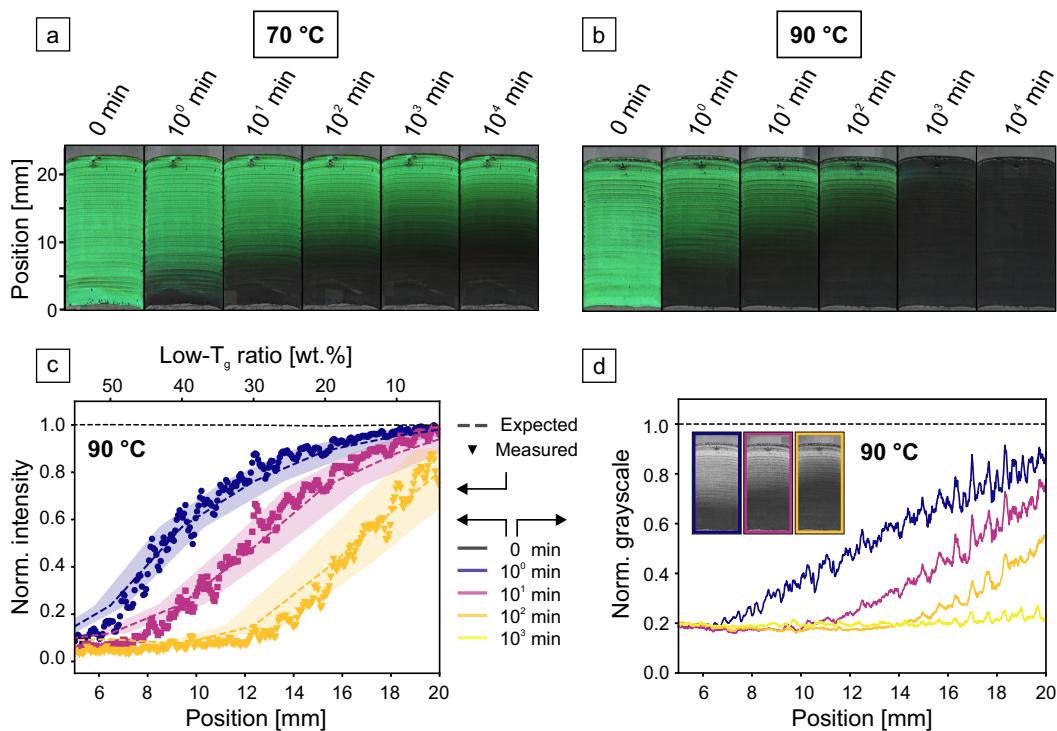 a
70 °C
b
90 °C
0 min
10⁰ min
10¹ min
10² min
10³ min
10⁴ min
0 min
10⁰ min
10¹ min
10² min
10³ min
10⁴ min
Position [mm]
20
10
0
20
10
0
c
Low-Tg ratio [wt.%]
50
40
30
20
10
d
Norm. intensity
1.0
0.8
0.6
0.4
0.2
0.0
90 °C
6
8
10
12
14
16
18
20
Position [mm]
Expected
Measured
0 min
10⁰ min
10¹ min
10² min
10³ min
Norm. grayscale
1.0
0.8
0.6
0.4
0.2
0.0
90 °C
6
8
10
12
14
16
18
20
Position [mm]